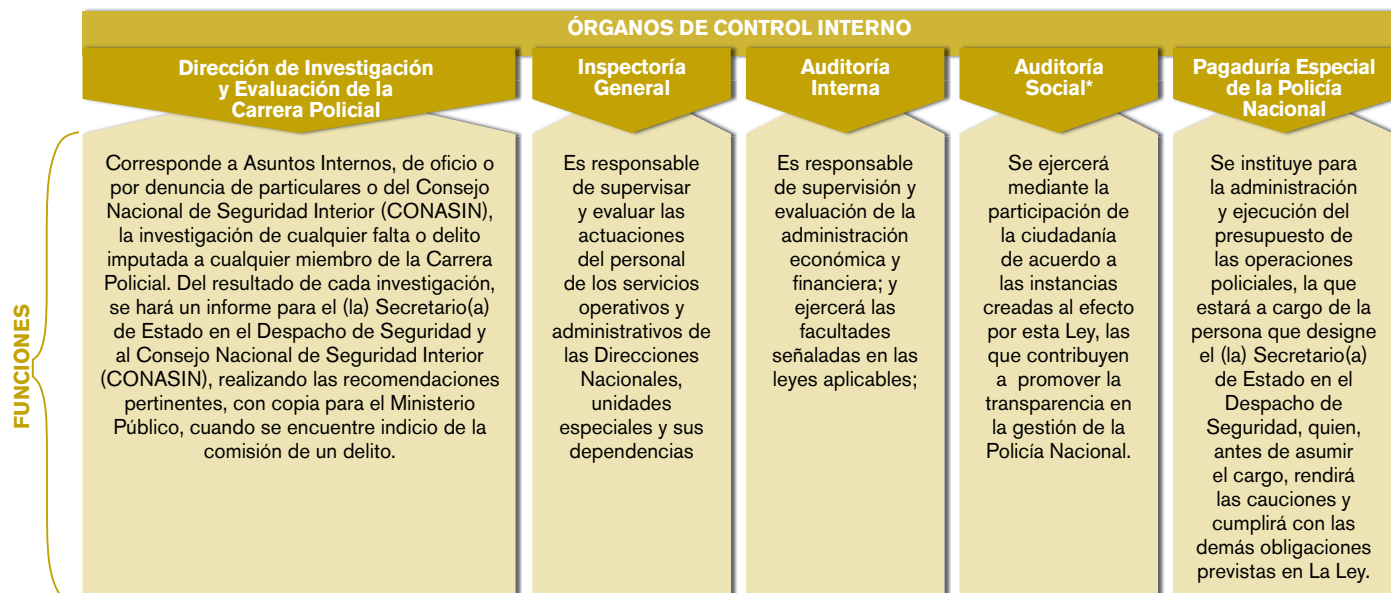 ÓRGANOS DE CONTROL INTERNO
Dirección de Investigación
y Evaluación de la
Carrera Policial
Inspectoría
General
Auditoría
Interna
Auditoría
Social*
Pagaduría Especial
de la Policía
Nacional
FUNCIONES
Corresponde a Asuntos Internos, de oficio o
por denuncia de particulares o del Consejo
Nacional de Seguridad Interior (CONASIN),
la investigación de cualquier falta o delito
imputada a cualquier miembro de la Carrera
Policial. Del resultado de cada investigación,
se hará un informe para el (la) Secretario(a)
de Estado en el Despacho de Seguridad y
al Consejo Nacional de Seguridad Interior
(CONASIN), realizando las recomendaciones
pertinentes, con copia para el Ministerio
Público, cuando se encuentre indicio de la
comisión de un delito.
Es responsable
de supervisar
y evaluar las
actuaciones
del personal
de los servicios
operativos y
administrativos de
las Direcciones
Nacionales,
unidades
especiales y sus
dependencias
Es responsable
de supervisión y
evaluación de la
administración
económica y
financiera; y
ejercerá las
facultades
señaladas en las
leyes aplicables;
Se ejercerá
mediante la
participación de
la ciudadanía
de acuerdo a
las instancias
creadas al efecto
por esta Ley, las
que contribuyen
a promover la
transparencia en
la gestión de la
Policía Nacional.
Se instituye para
la administración
y ejecución del
presupuesto de
las operaciones
policiales, la que
estará a cargo de la
persona que designe
el (la) Secretario(a)
de Estado en el
Despacho de
Seguridad, quien,
antes de asumir
el cargo, rendirá
las cauciones y
cumplirá con las
demás obligaciones
previstas en La Ley.